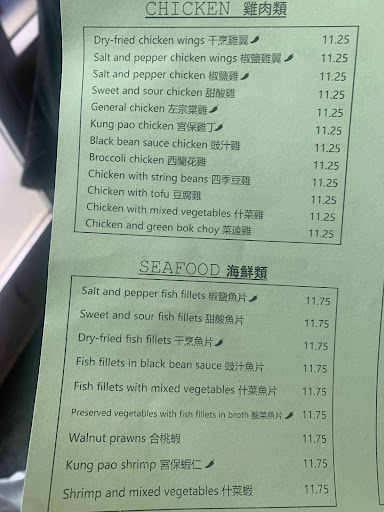 CHICKEN 雞肉類
Dry-fried chicken wings 干烹雞翼 11.25
Salt and pepper chicken wings 椒鹽雞翼 11.25
Salt and pepper chicken 椒鹽雞 11.25
Sweet and sour chicken 甜酸雞 11.25
General chicken 左宗棠雞 11.25
Kung pao chicken 宮保雞丁 11.25
Black bean sauce chicken 豉汁雞 11.25
Broccoli chicken 西蘭花雞 11.25
Chicken with string beans 四季豆雞 11.25
Chicken with tofu 豆腐雞 11.25
Chicken with mixed vegetables 什菜雞 11.25
Chicken and green bok choy 菜遠雞 11.25
SEAFOOD 海鮮類
Salt and pepper fish fillets 椒鹽魚片 11.75
Sweet and sour fish fillets 甜酸魚片 11.75
Dry-fried fish fillets 干烹魚片 11.75
Fish fillets in black bean sauce 豉汁魚片 11.75
Fish fillets with mixed vegetables 什菜魚片 11.75
Preserved vegetables with fish fillets in broth 酸菜魚片 11.75
Walnut prawns 合桃蝦 11.75
Kung pao shrimp 宮保蝦仁 11.75
Shrimp and mixed vegetables 什菜蝦 11.75